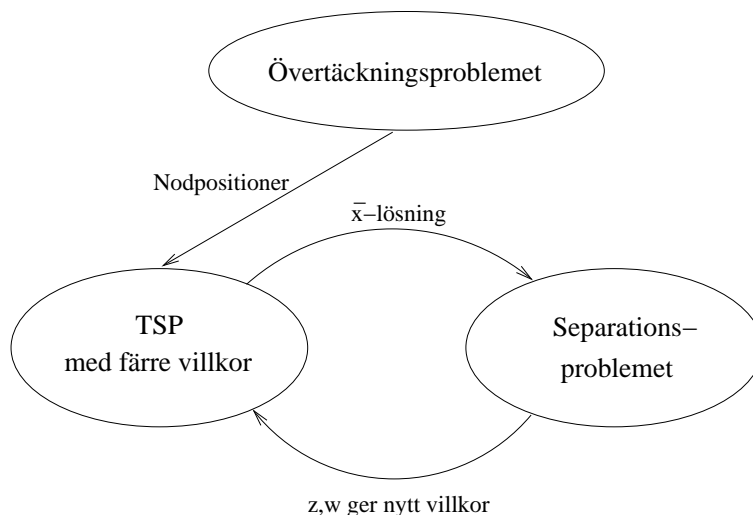 Övertäckningsproblemet
Nodpositioner
x̄−lösning
TSP
med färre villkor
Separations−
problemet
z,w ger nytt villkor